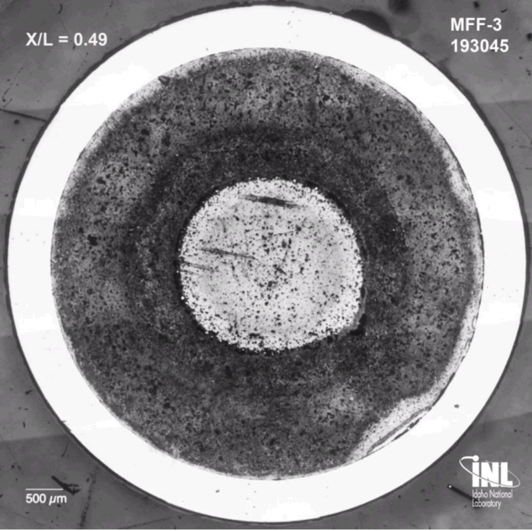 X/L = 0.49
MFF-3
193045
500 µm
INL
Idaho National
Laboratory